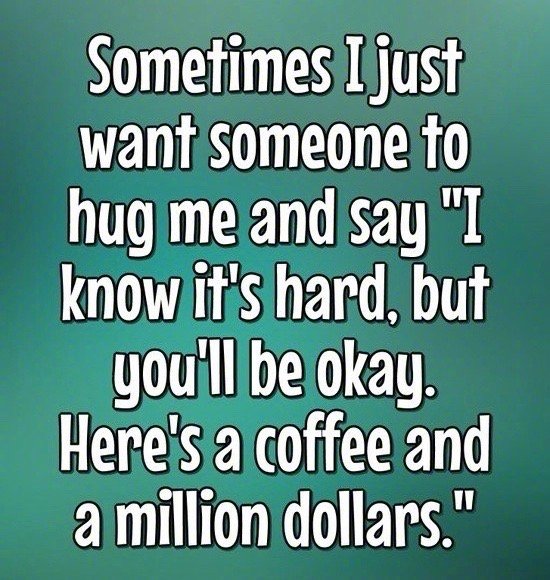 Sometimes I just
want someone to
hug me and say "I
know it's hard, but
you'll be okay.
Here's a coffee and
a million dollars."